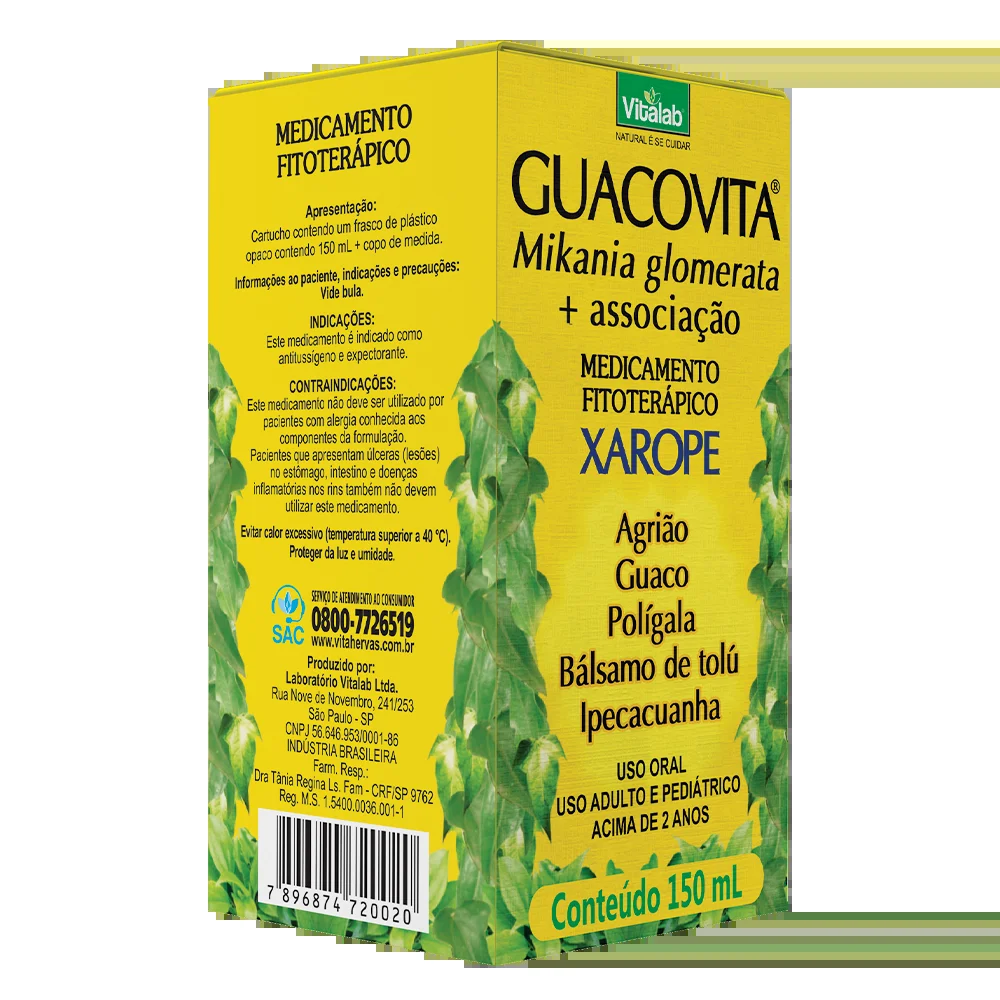 MEDICAMENTO
FITOTERÁPICO
Apresentação:
Cartucho contendo um frasco de plástico
opaco contendo 150 mL + copo de medida.
Informações ao paciente, indicações e precauções:
Vide bula.
INDICAÇÕES:
Este medicamento é indicado como
antitussígeno e expectorante.
CONTRAINDICAÇÕES:
Este medicamento não deve ser utilizado por
pacientes com alergia conhecida aos
componentes da formulação.
Pacientes que apresentam úlceras (lesões)
no estômago, intestino e doenças
inflamatórias nos rins também não devem
utilizar este medicamento.
Evitar calor excessivo (temperatura superior a 40 °C).
Proteger da luz e umidade.
SAC
SERVIÇO DE ATENDIMENTO AO CONSUMIDOR
0800-7726519
www.vitahervas.com.br
Produzido por:
Laboratório Vitalab Ltda.
Rua Nove de Novembro, 241/253
São Paulo - SP
CNPJ 56.646.953/0001-86
INDÚSTRIA BRASILEIRA
Farm. Resp.:
Dra Tânia Regina Ls. Fam - CRF/SP 9762
Reg. M.S. 1.5400.0036.001-1
7 896874 720020
Vitalab®
NATURAL É SE CUIDAR
GUACOVITA®
Mikania glomerata
+ associação
MEDICAMENTO
FITOTERÁPICO
XAROPE
Agrião
Guaco
Polígala
Bálsamo de tolú
Ipecacuanha
USO ORAL
USO ADULTO E PEDIÁTRICO
ACIMA DE 2 ANOS
Conteúdo 150 mL